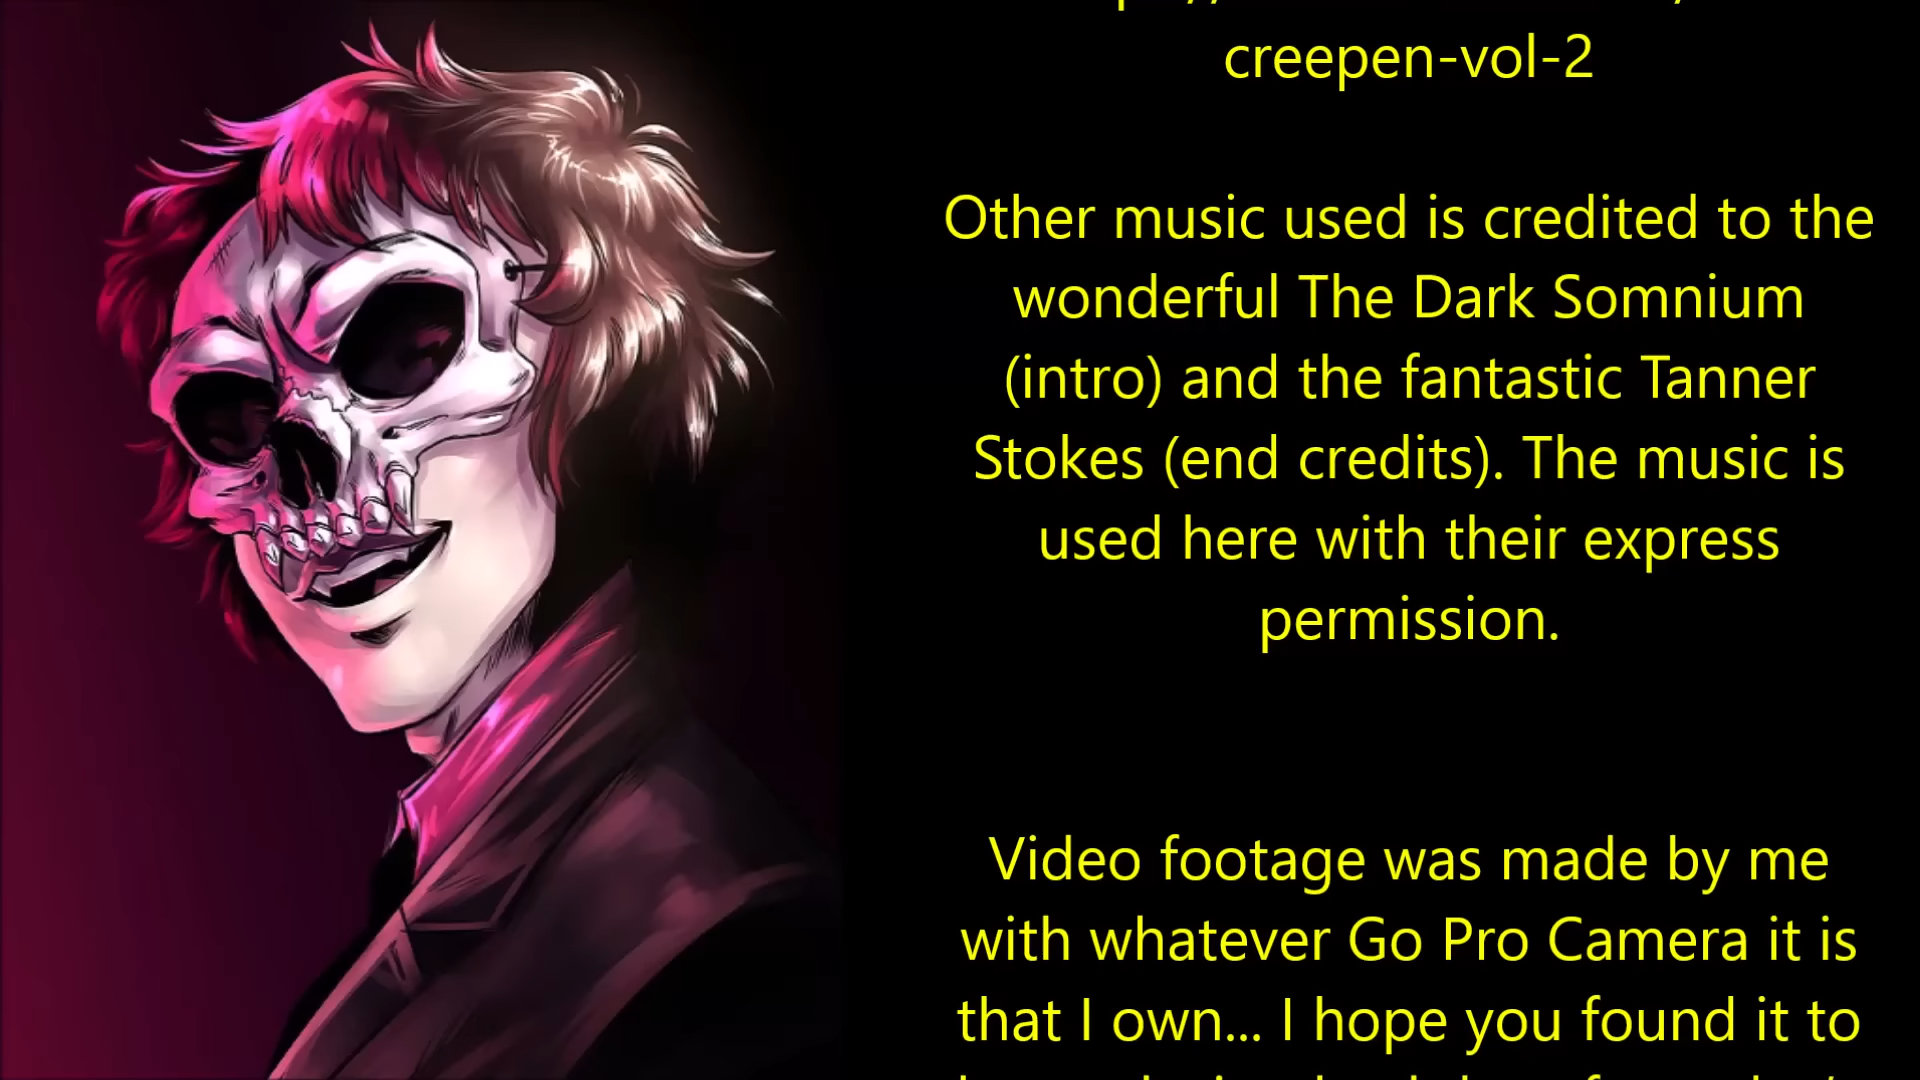 creepen-vol-2
Other music used is credited to the
wonderful The Dark Somnium
(intro) and the fantastic Tanner
Stokes (end credits). The music is
used here with their express
permission.
Video footage was made by me
with whatever Go Pro Camera it is
that I own... I hope you found it to